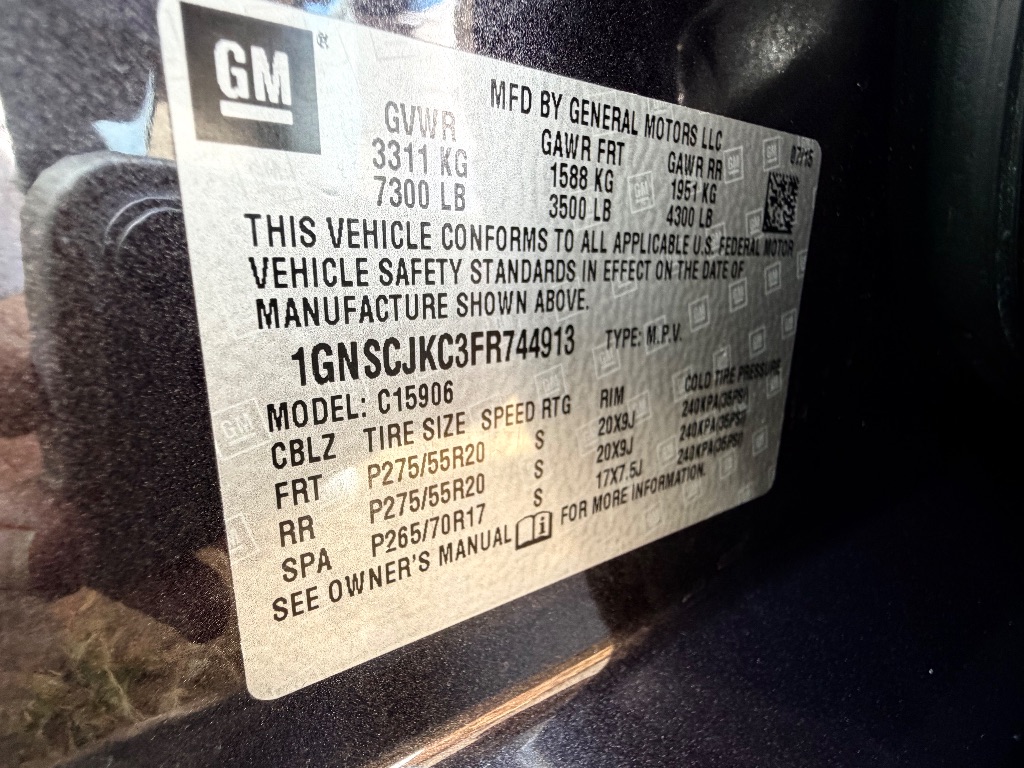 GM ®
MFD BY GENERAL MOTORS LLC
GVWR GAWR FRT GAWR RR
3311 KG 1588 KG 1951 KG
7300 LB 3500 LB 4300 LB
THIS VEHICLE CONFORMS TO ALL APPLICABLE U.S. FEDERAL MOTOR
VEHICLE SAFETY STANDARDS IN EFFECT ON THE DATE OF
MANUFACTURE SHOWN ABOVE.
1GNSCJKC3FR744913 TYPE: M.P.V.
MODEL: C15906
CBLZ TIRE SIZE SPEED RTG RIM COLD TIRE PRESSURE
FRT P275/55R20 S 20X9J 240KPA(35PSI)
RR P275/55R20 S 20X9J 240KPA(35PSI)
SPA P265/70R17 S 17X7.5J 240KPA(35PSI)
SEE OWNER'S MANUAL FOR MORE INFORMATION.